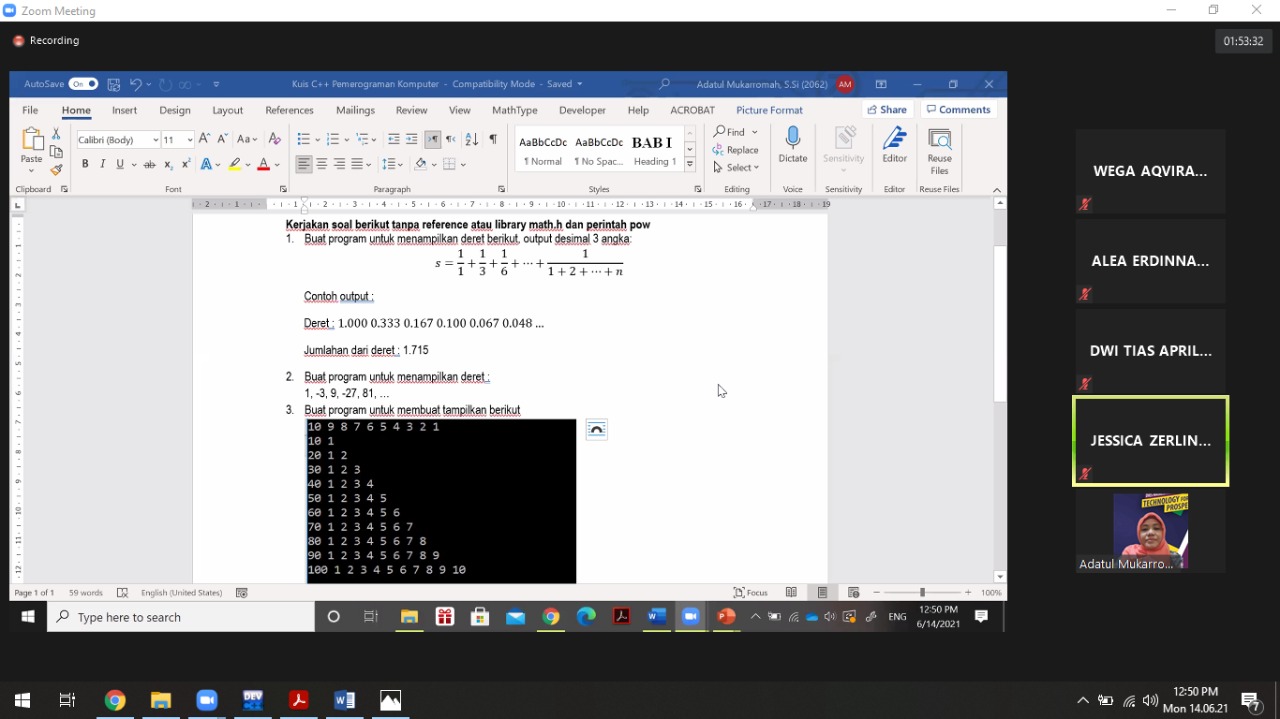 Zoom Meeting
Recording
01:53:32
AutoSave On
Kuis C++ Pemerograman Komputer - Compatibility Mode - Saved
Adatul Mukarromah, S.Si (2062) AM
File Home Insert Design Layout References Mailings Review View MathType Developer Help ACROBAT Picture Format Share Comments
Paste
Calibri (Body) 11
B I U ab x₂ x² A A
AaBbCcDc AaBbCcDc BAB I
¶ Normal ¶ No Spac... Heading 1
Find
Replace
Select
Dictate Sensitivity Editor Reuse Files
Clipboard Font Paragraph Styles Editing Voice Sensitivity Editor Reuse Files
Kerjakan soal berikut tanpa reference atau library math.h dan perintah pow
1. Buat program untuk menampilkan deret berikut, output desimal 3 angka:
s = 1/1 + 1/3 + 1/6 + ⋯ + 1/(1 + 2 + ⋯ + n)
Contoh output :
Deret : 1.000 0.333 0.167 0.100 0.067 0.048 ...
Jumlahan dari deret : 1.715
2. Buat program untuk menampilkan deret :
1, -3, 9, -27, 81, ...
3. Buat program untuk membuat tampilkan berikut
10 9 8 7 6 5 4 3 2 1
10 1
20 1 2
30 1 2 3
40 1 2 3 4
50 1 2 3 4 5
60 1 2 3 4 5 6
70 1 2 3 4 5 6 7
80 1 2 3 4 5 6 7 8
90 1 2 3 4 5 6 7 8 9
100 1 2 3 4 5 6 7 8 9 10
Page 1 of 1 59 words English (United States) Focus 100%
Type here to search
ENG
12:50 PM
6/14/2021
WEGA AQVIRA...
ALEA ERDINNA...
DWI TIAS APRIL...
JESSICA ZERLIN...
TECHNOLOGY FOR
PROSPE
Adatul Mukarro...
DEV
12:50 PM
Mon 14.06.21
7